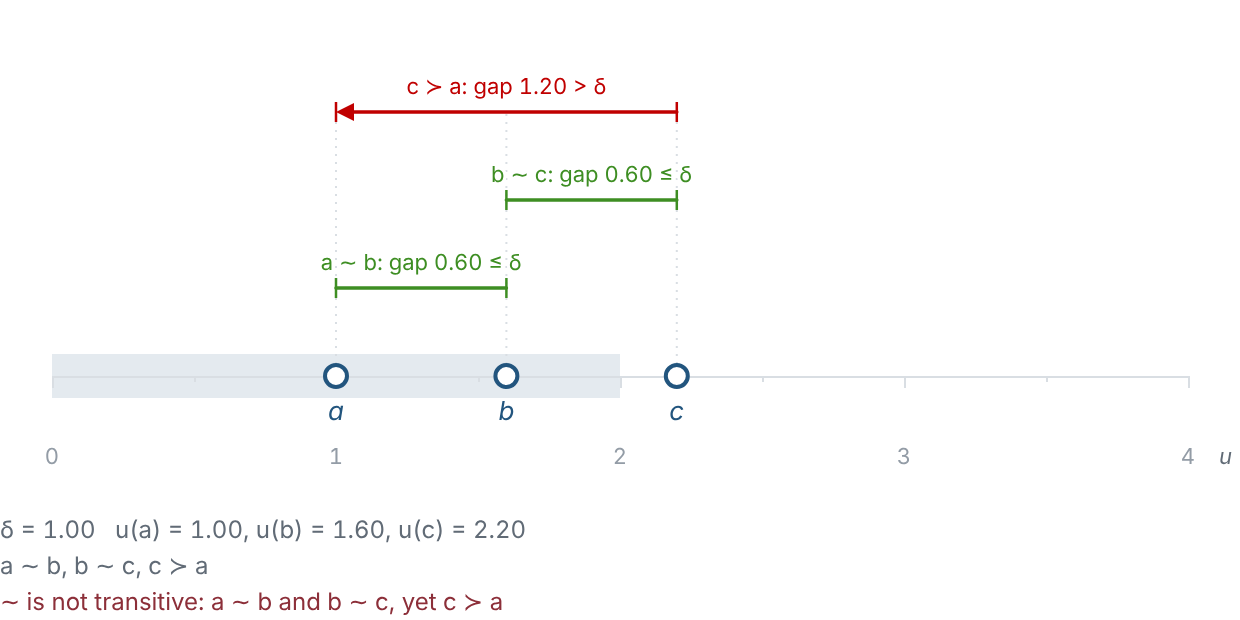 c ≻ a: gap 1.20 > δ
b ∼ c: gap 0.60 ≤ δ
a ∼ b: gap 0.60 ≤ δ
a b c
0 1 2 3 4 u
δ = 1.00 u(a) = 1.00, u(b) = 1.60, u(c) = 2.20
a ∼ b, b ∼ c, c ≻ a
∼ is not transitive: a ∼ b and b ∼ c, yet c ≻ a